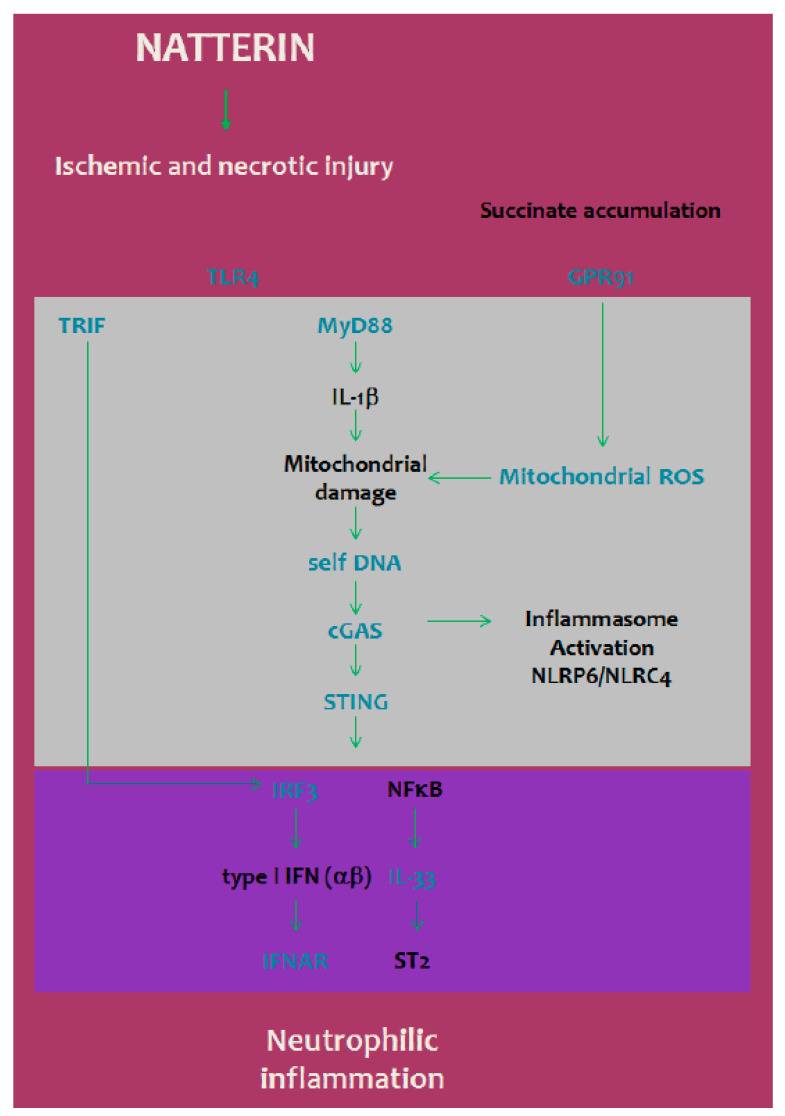 NATTERIN
Ischemic and necrotic injury
Succinate accumulation
TLR4
GPR91
TRIF
MyD88
IL-1β
Mitochondrial
damage
Mitochondrial ROS
self DNA
cGAS
Inflammasome
Activation
NLRP6/NLRC4
STING
IRF3
NFκB
type I IFN (αβ)
IL-33
IFNAR
ST2
Neutrophilic
inflammation